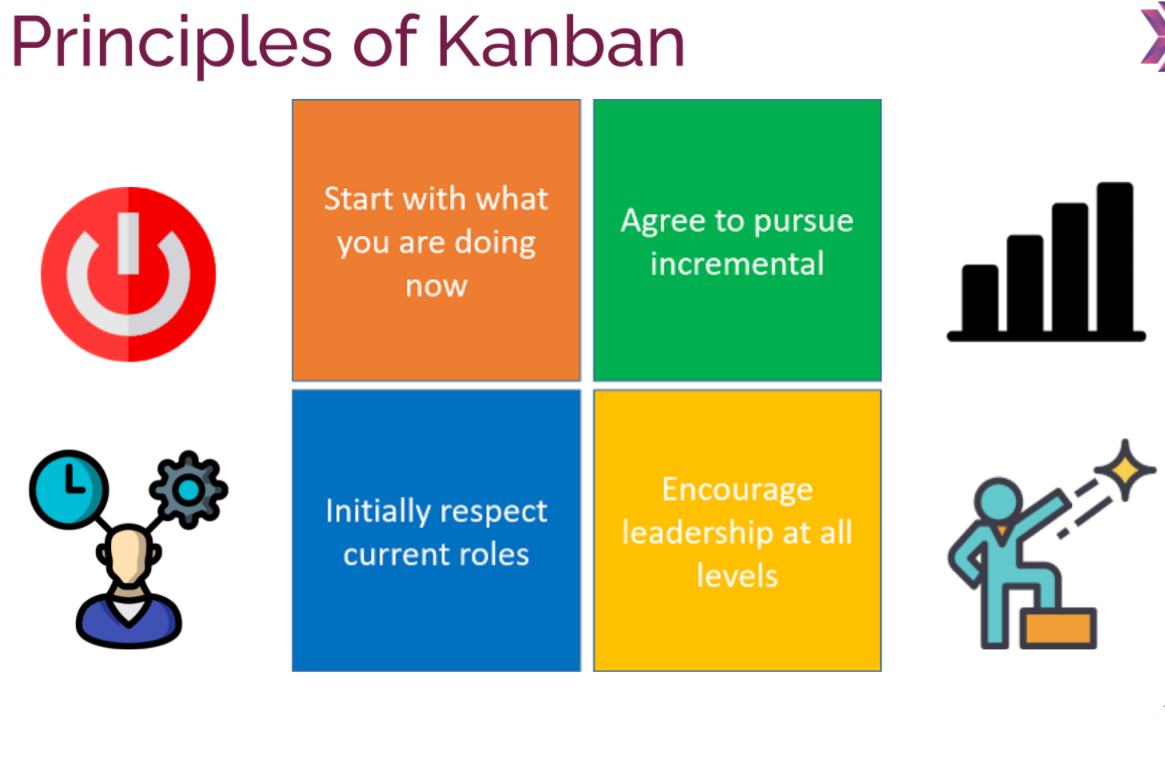 Principles of Kanban
Start with what
you are doing
now
Agree to pursue
incremental
Initially respect
current roles
Encourage
leadership at all
levels